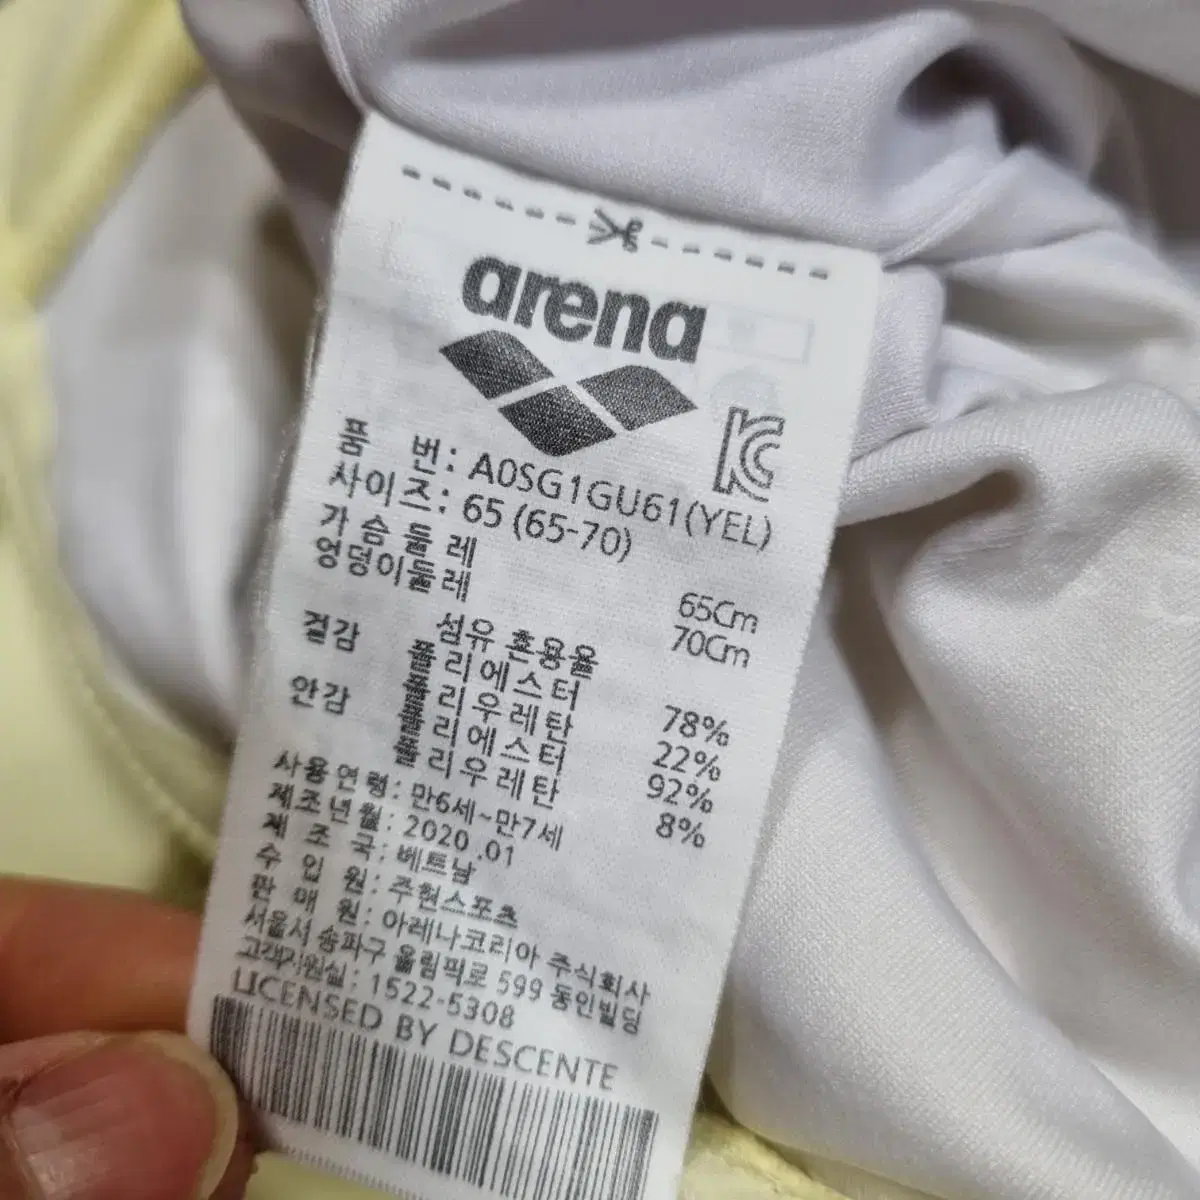 arena
품 번: A0SG1GU61(YEL)
사이즈: 65 (65-70)
가슴둘레 65Cm
엉덩이둘레 70Cm
섬유 혼용율
겉감 폴리에스터 78%
폴리우레탄 22%
안감 폴리에스터 92%
폴리우레탄 8%
사용연령: 만6세~만7세
제조년월: 2020 .01
제 조 국: 베트남
수 입 원: 주현스포츠
판 매 원: 아레나코리아 주식회사
서울시 송파구 올림픽로 599 동인빌딩
고객지원실: 1522-5308
LICENSED BY DESCENTE